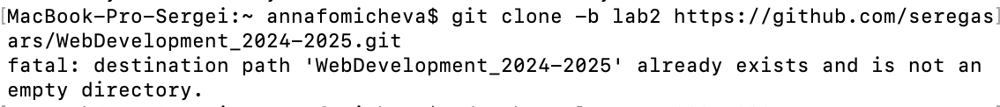 [MacBook-Pro-Sergei:~ annafomicheva$ git clone -b lab2 https://github.com/seregas]
ars/WebDevelopment_2024-2025.git
fatal: destination path 'WebDevelopment_2024-2025' already exists and is not an
empty directory.